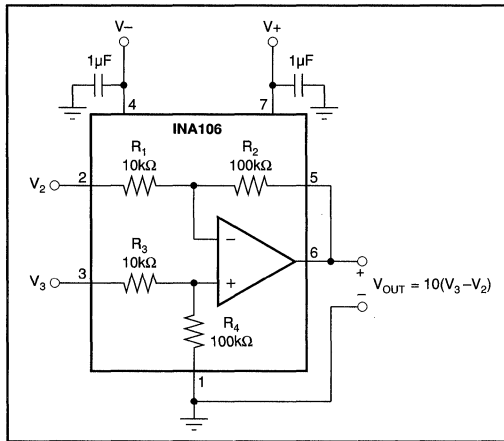 V– V+
1µF 1µF
4 7
INA106
R1 R2
10kΩ 100kΩ
V2 2 5
– 6
R3
10kΩ
V3 3 +
+
VOUT = 10(V3 –V2)
–
R4
100kΩ
1